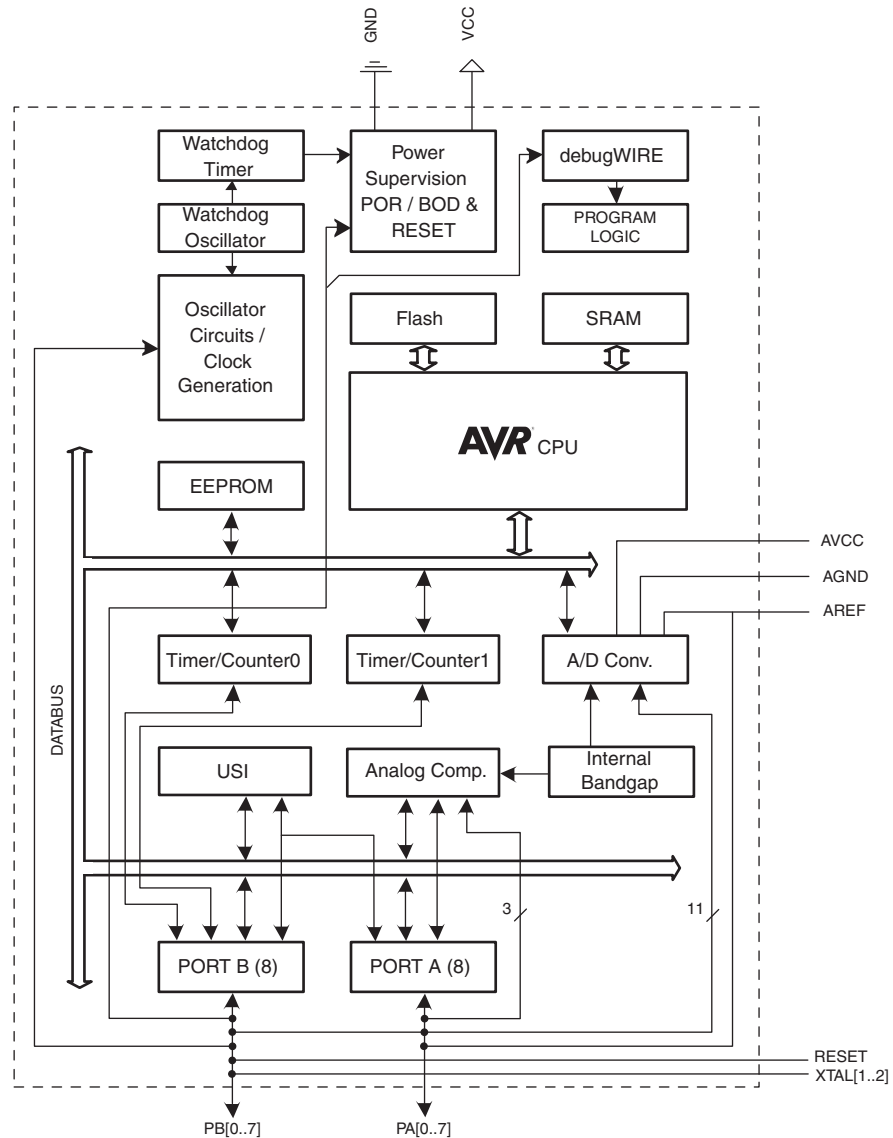 GND
VCC
Watchdog
Timer
Power
Supervision
POR / BOD &
RESET
debugWIRE
Watchdog
Oscillator
PROGRAM
LOGIC
Oscillator
Circuits /
Clock
Generation
Flash
SRAM
AVR® CPU
EEPROM
AVCC
AGND
AREF
Timer/Counter0
Timer/Counter1
A/D Conv.
DATABUS
USI
Analog Comp.
Internal
Bandgap
3
11
PORT B (8)
PORT A (8)
RESET
XTAL[1..2]
PB[0..7]
PA[0..7]